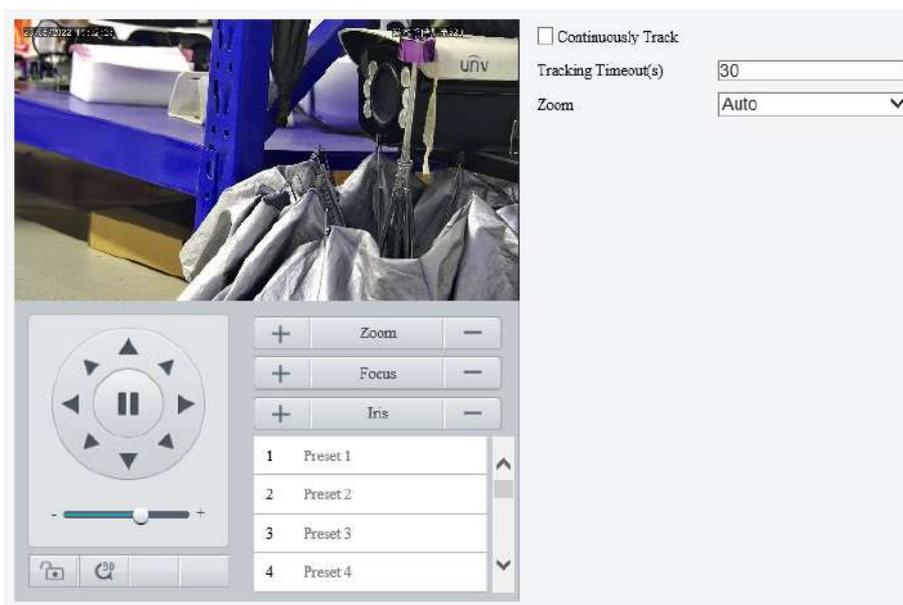 unv
Continuously Track
Tracking Timeout(s)
30
Zoom
Auto
+ Zoom −
+ Focus −
+ Iris −
1 Preset 1
2 Preset 2
3 Preset 3
4 Preset 4
- +
3D